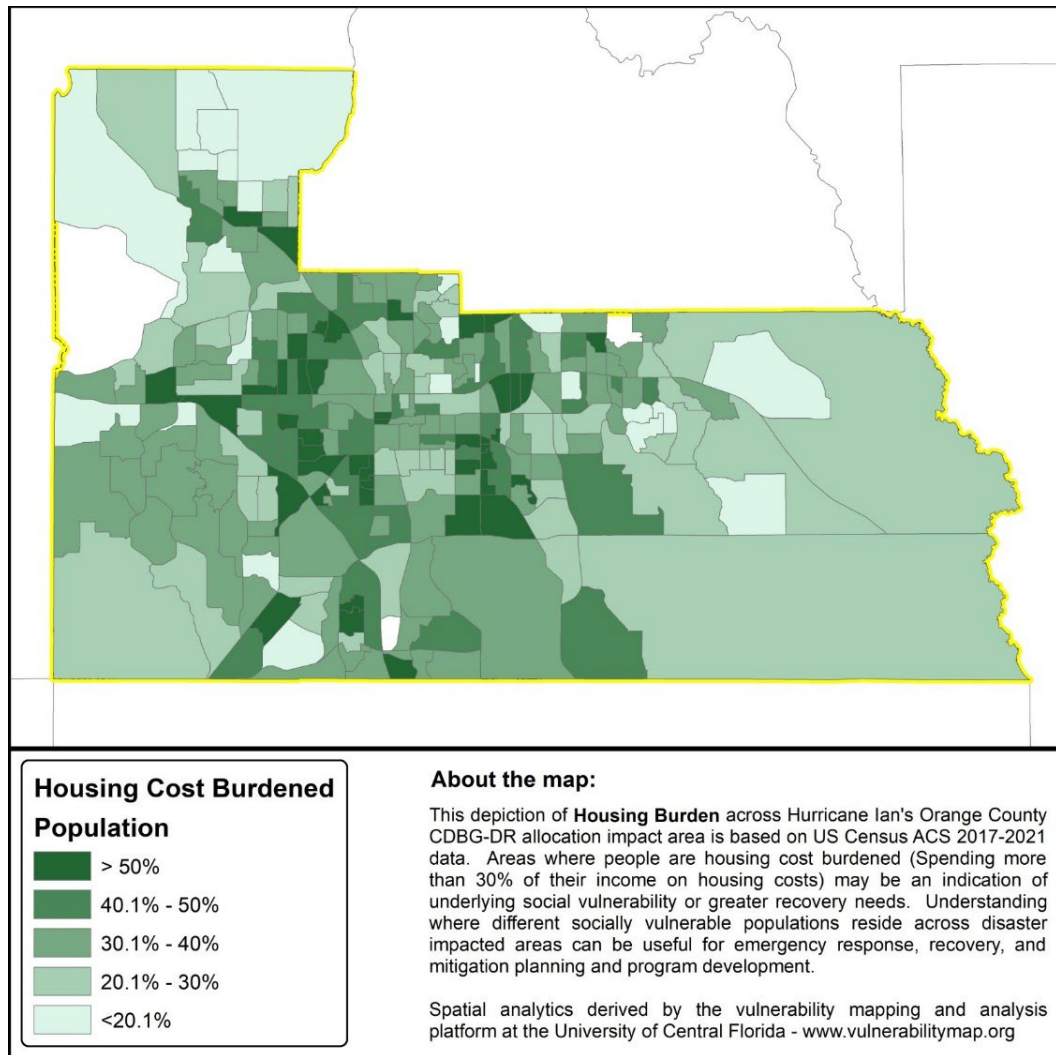 Housing Cost Burdened
Population
> 50%
40.1% - 50%
30.1% - 40%
20.1% - 30%
<20.1%
About the map:
This depiction of Housing Burden across Hurricane Ian's Orange County
CDBG-DR allocation impact area is based on US Census ACS 2017-2021
data. Areas where people are housing cost burdened (Spending more
than 30% of their income on housing costs) may be an indication of
underlying social vulnerability or greater recovery needs. Understanding
where different socially vulnerable populations reside across disaster
impacted areas can be useful for emergency response, recovery, and
mitigation planning and program development.
Spatial analytics derived by the vulnerability mapping and analysis
platform at the University of Central Florida - www.vulnerabilitymap.org